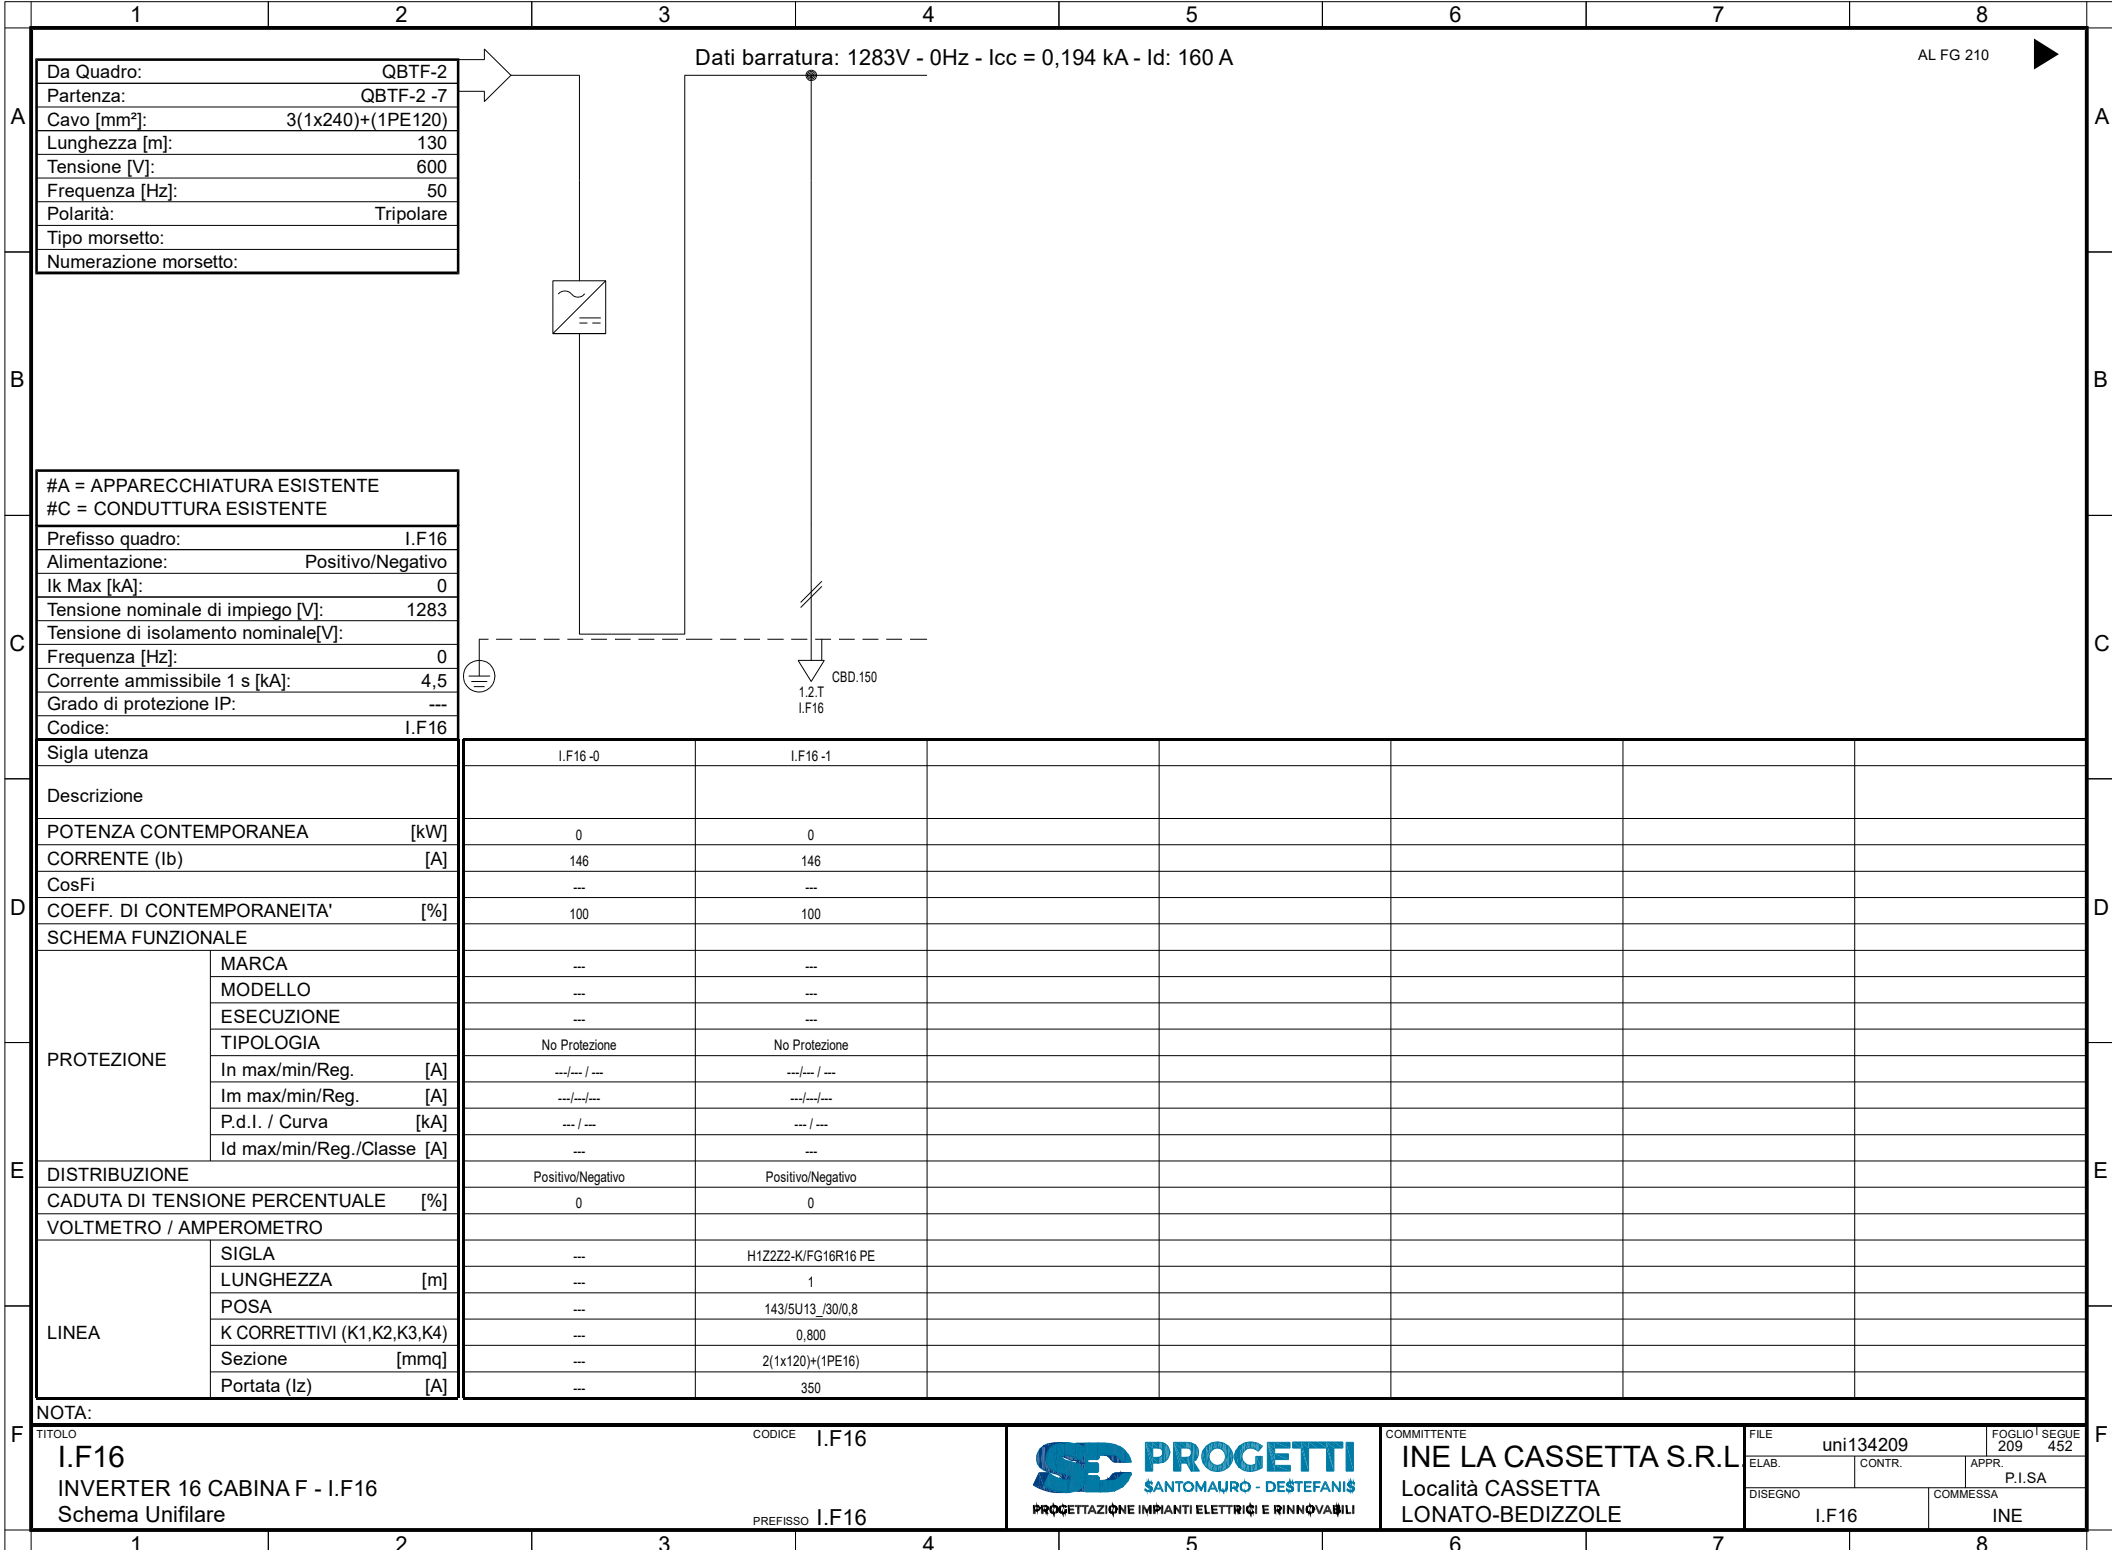 1 2 3 4 5 6 7 8
Dati barratura: 1283V - 0Hz - Icc = 0,194 kA - Id: 160 A
AL FG 210
Da Quadro: QBTF-2
Partenza: QBTF-2 -7
A A
Cavo [mm²]: 3(1x240)+(1PE120)
Lunghezza [m]: 130
Tensione [V]: 600
Frequenza [Hz]: 50
Polarità: Tripolare
Tipo morsetto:
Numerazione morsetto:
B B
#A = APPARECCHIATURA ESISTENTE
#C = CONDUTTURA ESISTENTE
Prefisso quadro: I.F16
Alimentazione: Positivo/Negativo
Ik Max [kA]: 0
Tensione nominale di impiego [V]: 1283
Tensione di isolamento nominale[V]:
C C
Frequenza [Hz]: 0
Corrente ammissibile 1 s [kA]: 4,5
Grado di protezione IP: ---
Codice: I.F16
CBD.150
1.2.T
I.F16
Sigla utenza I.F16 -0 I.F16 -1
Descrizione
POTENZA CONTEMPORANEA [kW] 0 0
CORRENTE (Ib) [A] 146 146
CosFi --- ---
D D
COEFF. DI CONTEMPORANEITA' [%] 100 100
SCHEMA FUNZIONALE
PROTEZIONE
MARCA --- ---
MODELLO --- ---
ESECUZIONE --- ---
TIPOLOGIA No Protezione No Protezione
In max/min/Reg. [A] ---/--- / --- ---/--- / ---
Im max/min/Reg. [A] ---/---/--- ---/---/---
P.d.I. / Curva [kA] --- / --- --- / ---
Id max/min/Reg./Classe [A] --- ---
E E
DISTRIBUZIONE Positivo/Negativo Positivo/Negativo
CADUTA DI TENSIONE PERCENTUALE [%] 0 0
VOLTMETRO / AMPEROMETRO
LINEA
SIGLA --- H1Z2Z2-K/FG16R16 PE
LUNGHEZZA [m] --- 1
POSA --- 143/5U13_/30/0,8
K CORRETTIVI (K1,K2,K3,K4) --- 0,800
Sezione [mmq] --- 2(1x120)+(1PE16)
Portata (Iz) [A] --- 350
NOTA:
F F
TITOLO
I.F16
INVERTER 16 CABINA F - I.F16
Schema Unifilare
CODICE I.F16
PREFISSO I.F16
SD PROGETTI
SANTOMAURO - DESTEFANIS
PROGETTAZIONE IMPIANTI ELETTRICI E RINNOVABILI
COMMITTENTE
INE LA CASSETTA S.R.L.
Località CASSETTA
LONATO-BEDIZZOLE
FILE uni134209
FOGLIO 209 SEGUE 452
ELAB. CONTR. APPR. P.I.SA
DISEGNO I.F16
COMMESSA INE
1 2 3 4 5 6 7 8